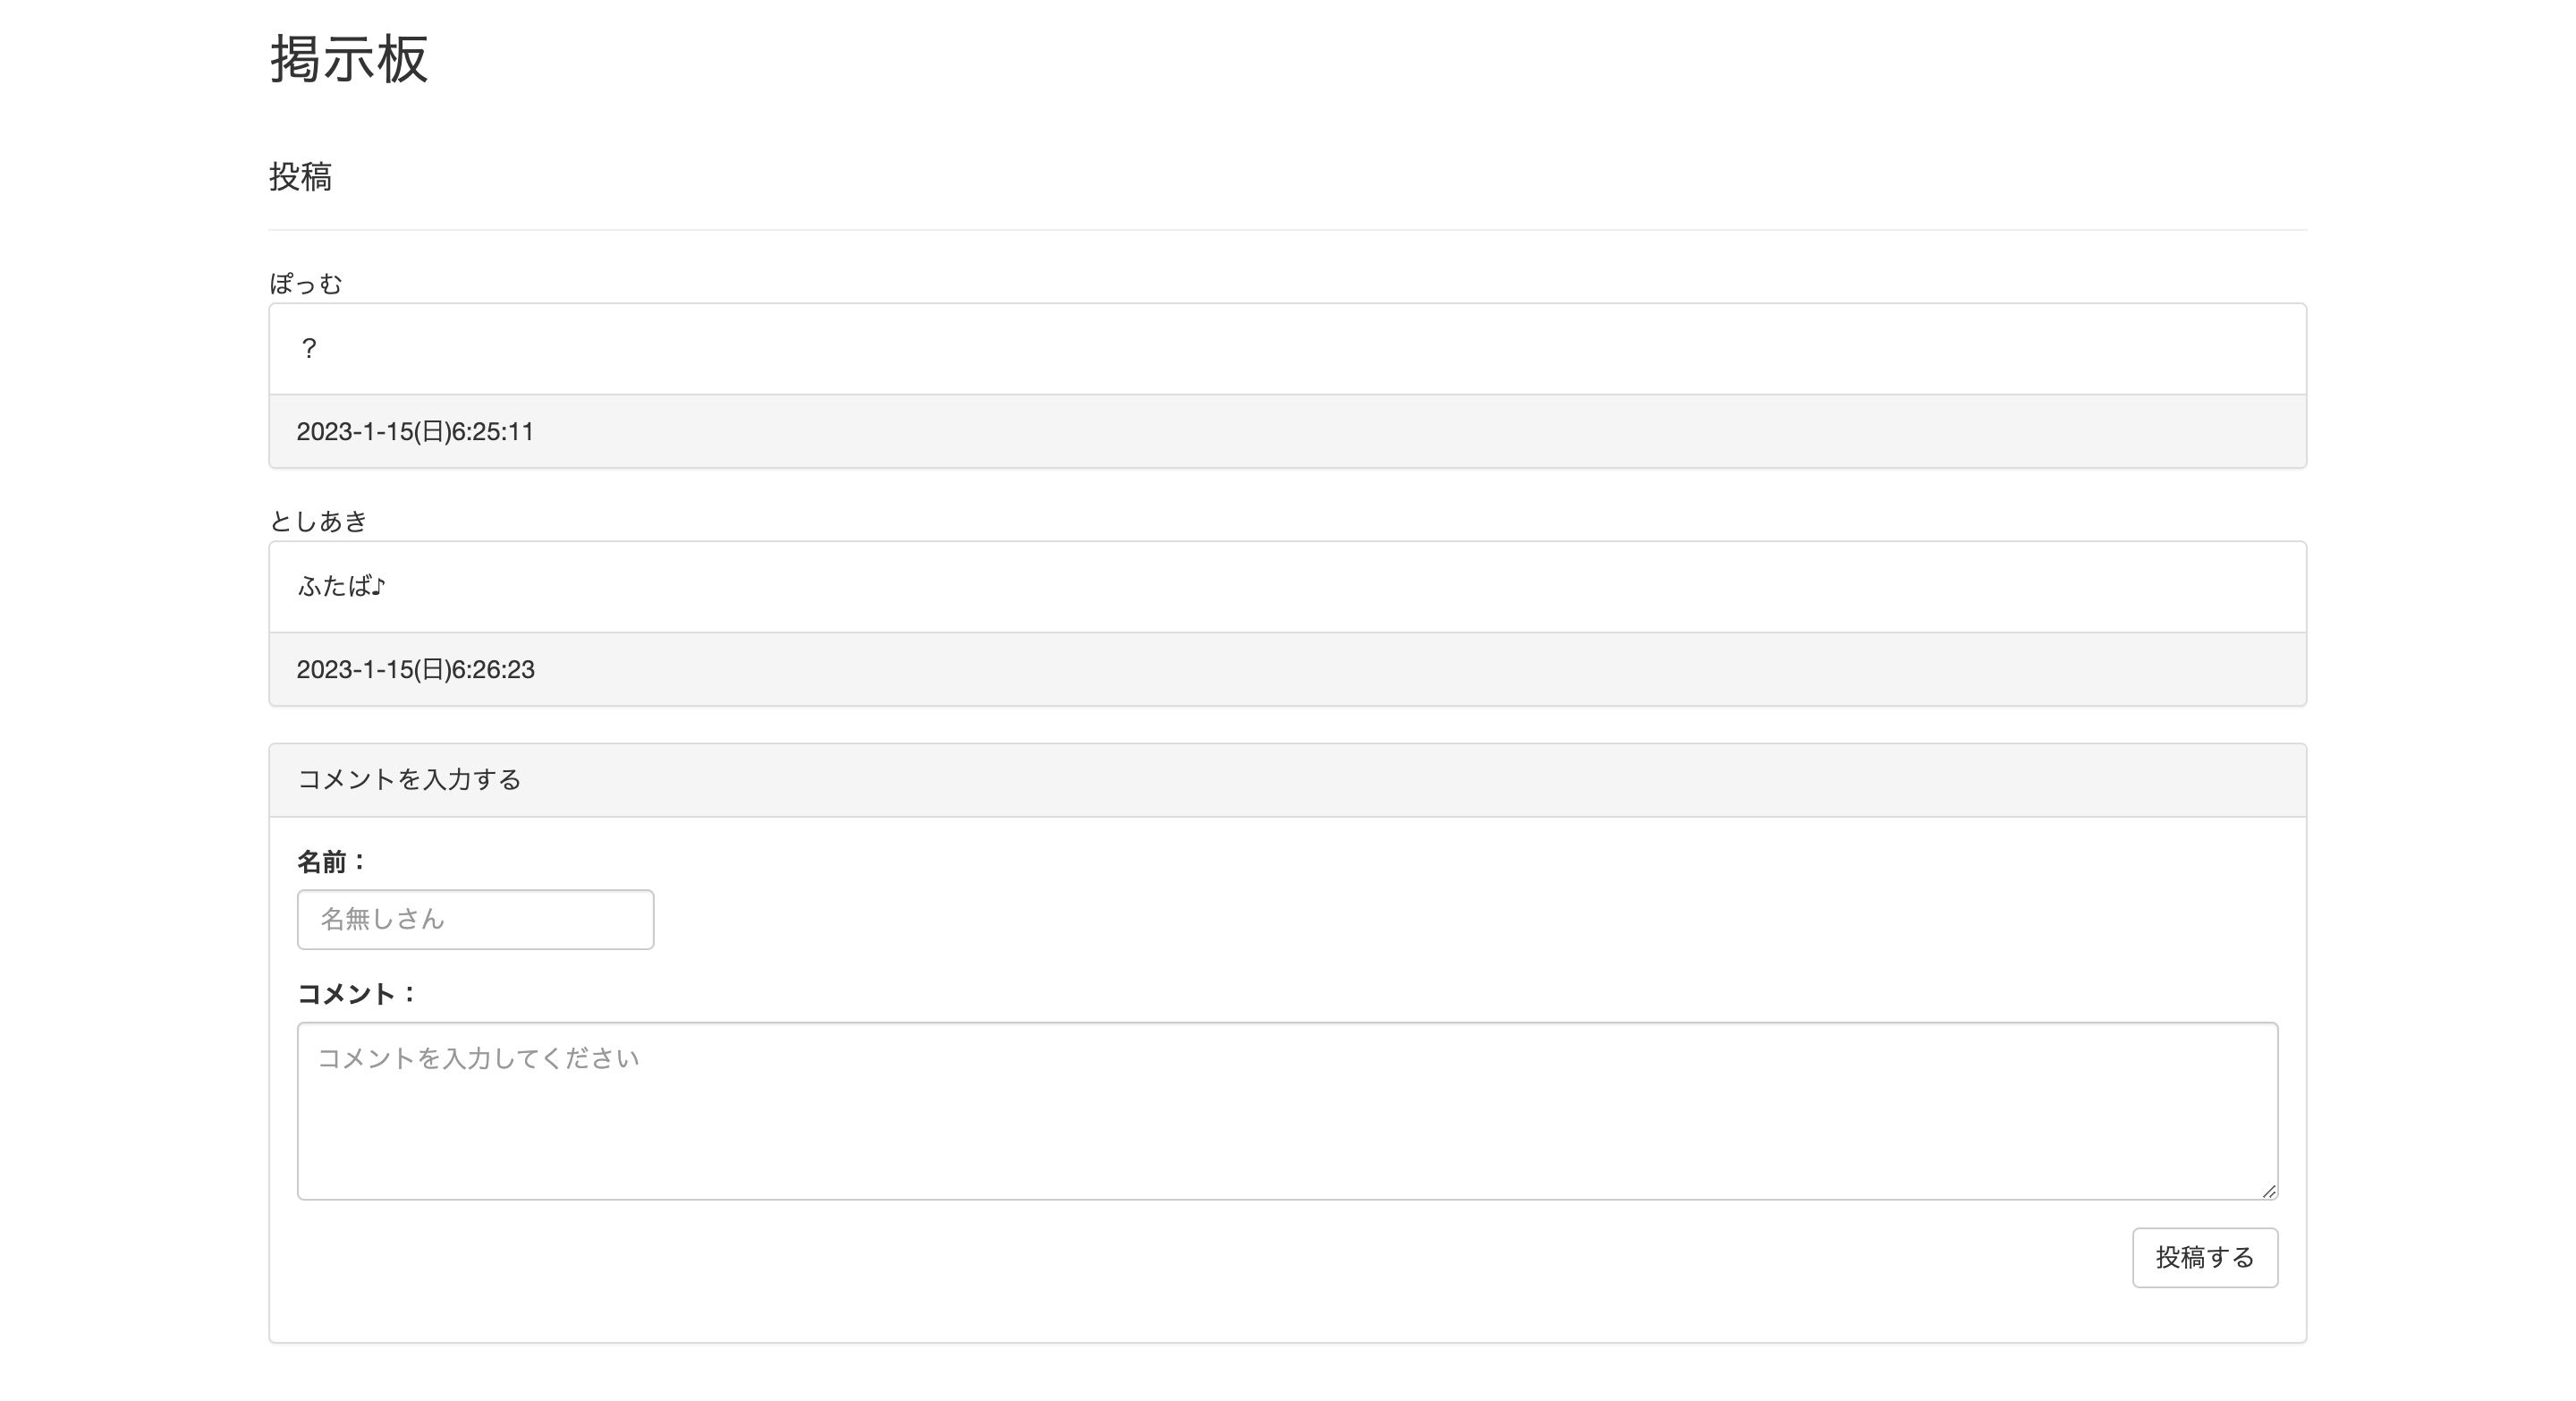 掲示板
投稿
ぽっむ
？
2023-1-15(日)6:25:11
としあき
ふたば♪
2023-1-15(日)6:26:23
コメントを入力する
名前：
名無しさん
コメント：
コメントを入力してください
投稿する